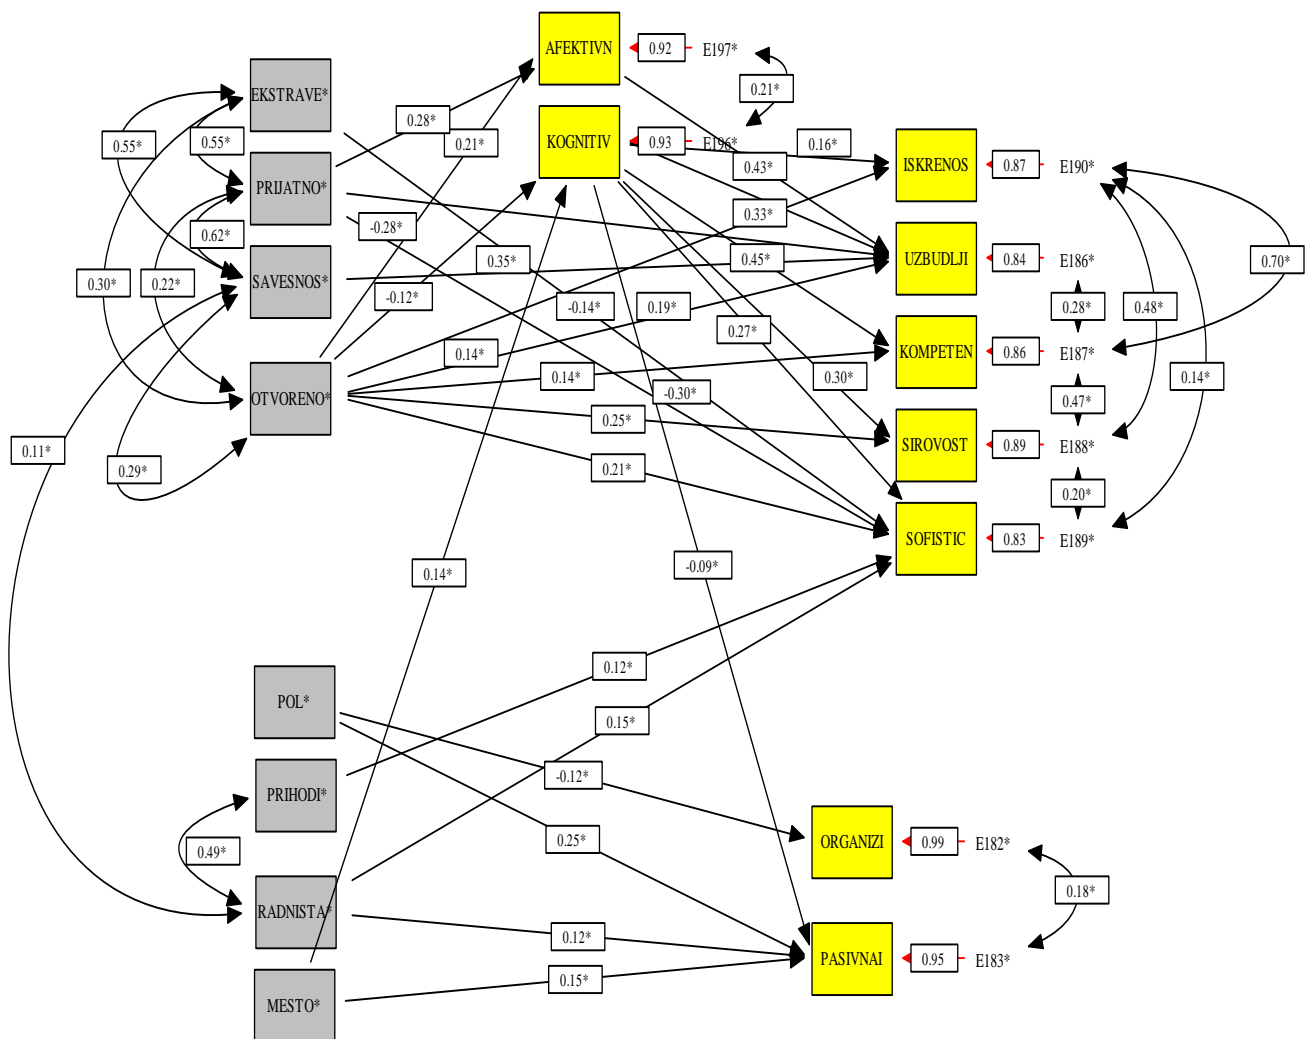 AFEKTIVN
0.92
E197*
EKSTRAVE*
0.21*
0.28*
0.55*
0.55*
0.21*
KOGNITIV
0.93
E196*
0.16*
ISKRENOS
0.87
E190*
0.43*
PRIJATNO*
-0.28*
0.33*
0.62*
0.35*
0.45*
UZBUDLJI
0.84
E186*
0.70*
SAVESNOS*
0.30*
0.22*
-0.12*
-0.14*
0.19*
0.27*
0.28*
0.48*
0.14*
KOMPETEN
0.86
E187*
0.14*
0.30*
0.14*
OTVORENO*
-0.30*
0.47*
0.25*
SIROVOST
0.89
E188*
0.11*
0.29*
0.21*
0.20*
SOFISTIC
0.83
E189*
0.14*
-0.09*
0.12*
POL*
0.15*
-0.12*
PRIHODI*
0.49*
0.25*
ORGANIZI
0.99
E182*
0.18*
RADNISTA*
0.12*
PASIVNAI
0.95
E183*
0.15*
MESTO*